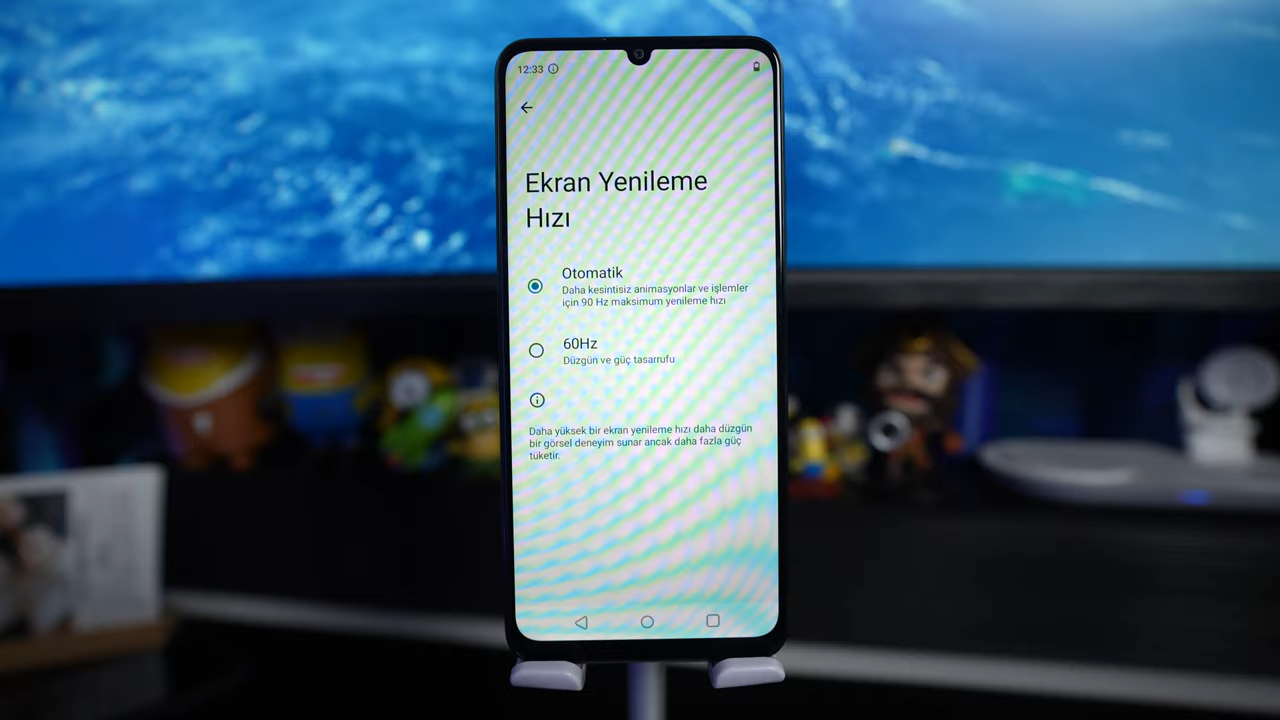 12:33
Ekran Yenileme
Hızı
Otomatik
Daha kesintisiz animasyonlar ve işlemler
için 90 Hz maksimum yenileme hızı
60Hz
Düzgün ve güç tasarrufu
Daha yüksek bir ekran yenileme hızı daha düzgün
bir görsel deneyim sunar ancak daha fazla güç
tüketir.